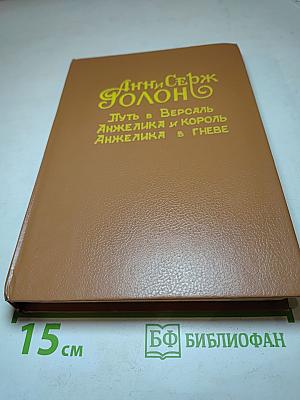 Анн и Серж
Голон
Путь в Версаль
Анжелика и король
Анжелика в гневе
15 см
БФ БИБЛИОФАН